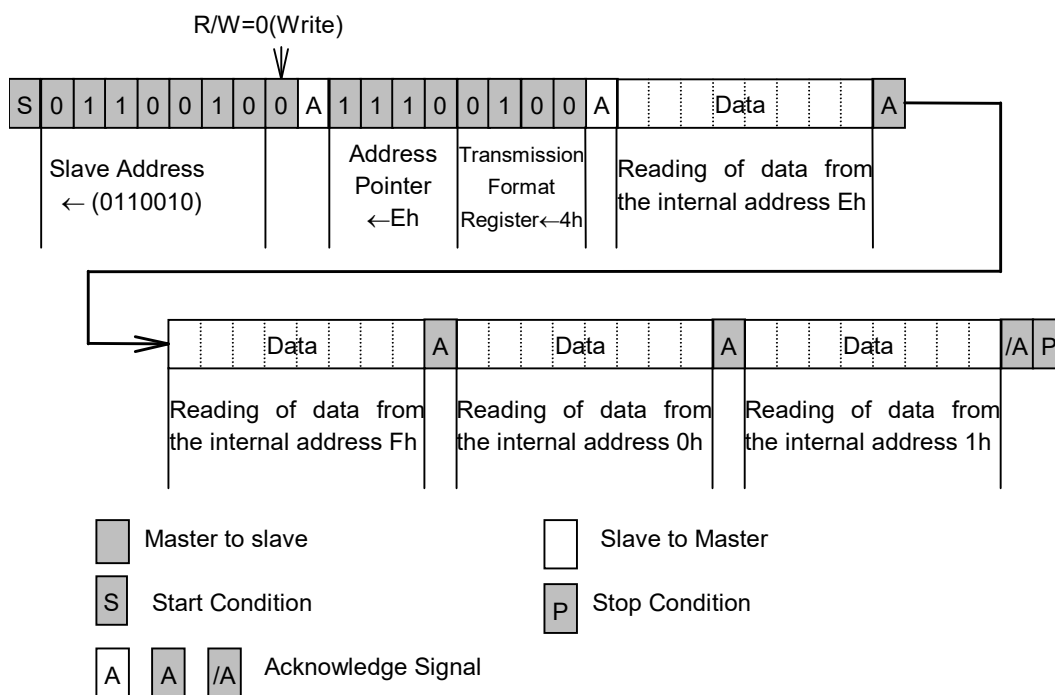 R/W=0(Write)
S 0 1 1 0 0 1 0 0 A 1 1 1 0 0 1 0 0 A Data A
Slave Address
← (0110010)
Address
Pointer
←Eh
Transmission
Format
Register←4h
Reading of data from
the internal address Eh
Data A Data A Data /A P
Reading of data from
the internal address Fh
Reading of data from
the internal address 0h
Reading of data from
the internal address 1h
Master to slave
Slave to Master
S Start Condition
P Stop Condition
A A /A Acknowledge Signal